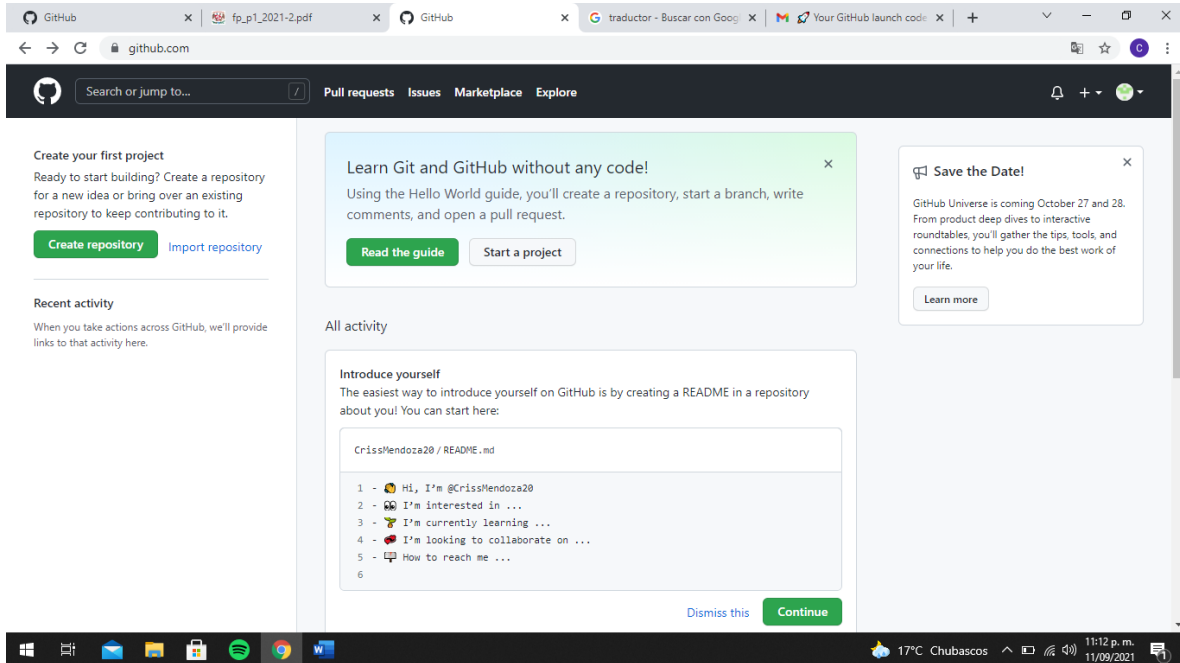 GitHub
fp_p1_2021-2.pdf
GitHub
traductor - Buscar con Goog
Your GitHub launch code
github.com
C
Search or jump to...
/
Pull requests Issues Marketplace Explore
Create your first project
Ready to start building? Create a repository
for a new idea or bring over an existing
repository to keep contributing to it.
Create repository
Import repository
Recent activity
When you take actions across GitHub, we'll provide
links to that activity here.
Learn Git and GitHub without any code!
Using the Hello World guide, you'll create a repository, start a branch, write
comments, and open a pull request.
Read the guide
Start a project
All activity
Introduce yourself
The easiest way to introduce yourself on GitHub is by creating a README in a repository
about you! You can start here:
CrissMendoza20 / README.md
1 - 👋 Hi, I'm @CrissMendoza20
2 - 👀 I'm interested in ...
3 - 🌱 I'm currently learning ...
4 - 💞️ I'm looking to collaborate on ...
5 - 📫 How to reach me ...
6
Dismiss this
Continue
Save the Date!
GitHub Universe is coming October 27 and 28.
From product deep dives to interactive
roundtables, you'll gather the tips, tools, and
connections to help you do the best work of
your life.
Learn more
17°C Chubascos
11:12 p. m.
11/09/2021
1